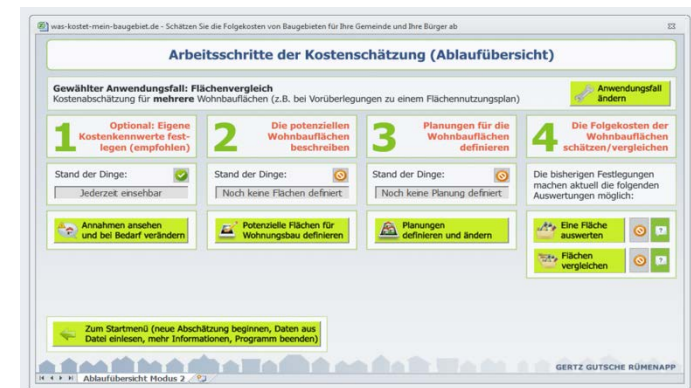 was-kostet-mein-baugebiet.de - Schätzen Sie die Folgekosten von Baugebieten für Ihre Gemeinde und Ihre Bürger ab
Arbeitsschritte der Kostenschätzung (Ablaufübersicht)
Gewählter Anwendungsfall: Flächenvergleich
Kostenabschätzung für mehrere Wohnbauflächen (z.B. bei Vorüberlegungen zu einem Flächennutzungsplan)
Anwendungsfall
ändern
1
Optional: Eigene
Kostenkennwerte fest-
legen (empfohlen)
Stand der Dinge:
Jederzeit einsehbar
Annahmen ansehen
und bei Bedarf verändern
2
Die potenziellen
Wohnbauflächen
beschreiben
Stand der Dinge:
Noch keine Flächen definiert
Potenzielle Flächen für
Wohnungsbau definieren
3
Planungen für die
Wohnbauflächen
definieren
Stand der Dinge:
Noch keine Planung definiert
Planungen
definieren und ändern
4
Die Folgekosten der
Wohnbauflächen
schätzen/vergleichen
Die bisherigen Festlegungen
machen aktuell die folgenden
Auswertungen möglich:
Eine Fläche
auswerten
?
Flächen
vergleichen
?
Zum Startmenü (neue Abschätzung beginnen, Daten aus
Datei einlesen, mehr Informationen, Programm beenden)
GERTZ GUTSCHE RÜMENAPP
Ablaufübersicht Modus 2